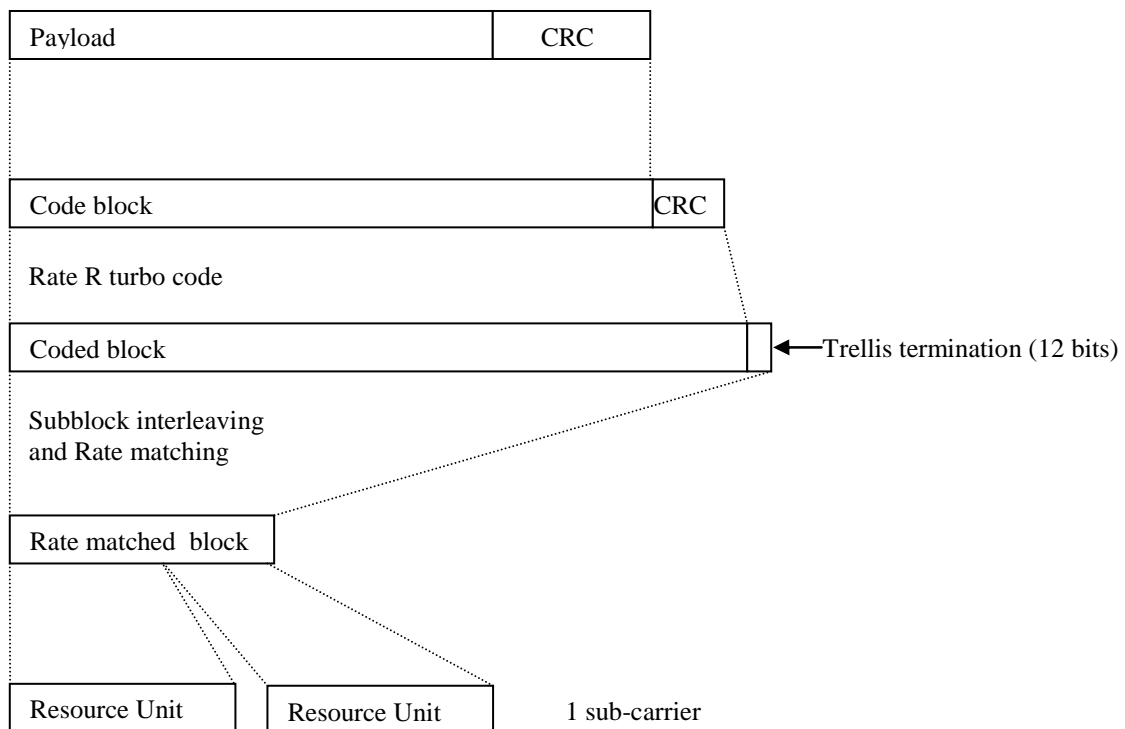 Payload CRC
Code block CRC
Rate R turbo code
Coded block Trellis termination (12 bits)
Subblock interleaving
and Rate matching
Rate matched block
Resource Unit Resource Unit 1 sub-carrier